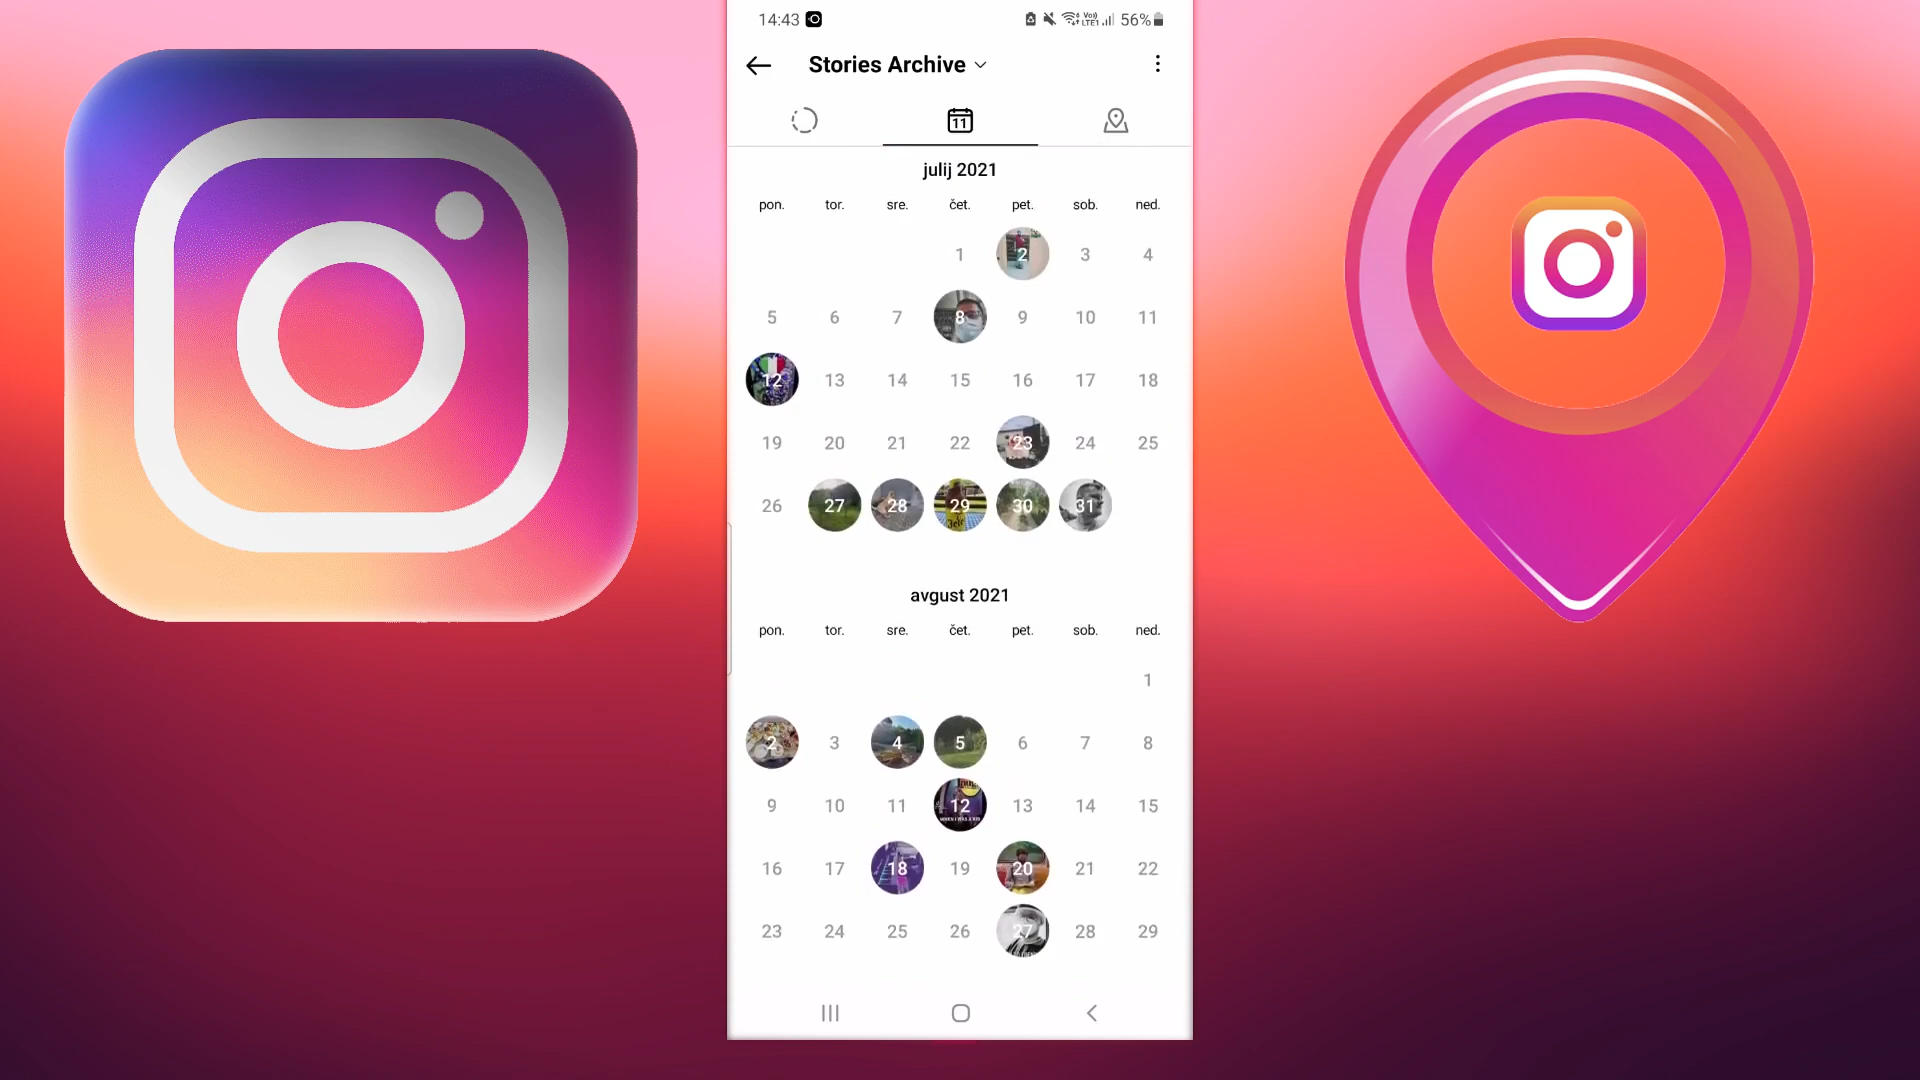 14:43 Vo) LTE1 56%
Stories Archive
11
julij 2021
pon. tor. sre. čet. pet. sob. ned.
1 2 3 4
5 6 7 8 9 10 11
12 13 14 15 16 17 18
19 20 21 22 23 24 25
26 27 28 29 30 31
avgust 2021
pon. tor. sre. čet. pet. sob. ned.
1
2 3 4 5 6 7 8
9 10 11 12 13 14 15
16 17 18 19 20 21 22
23 24 25 26 27 28 29